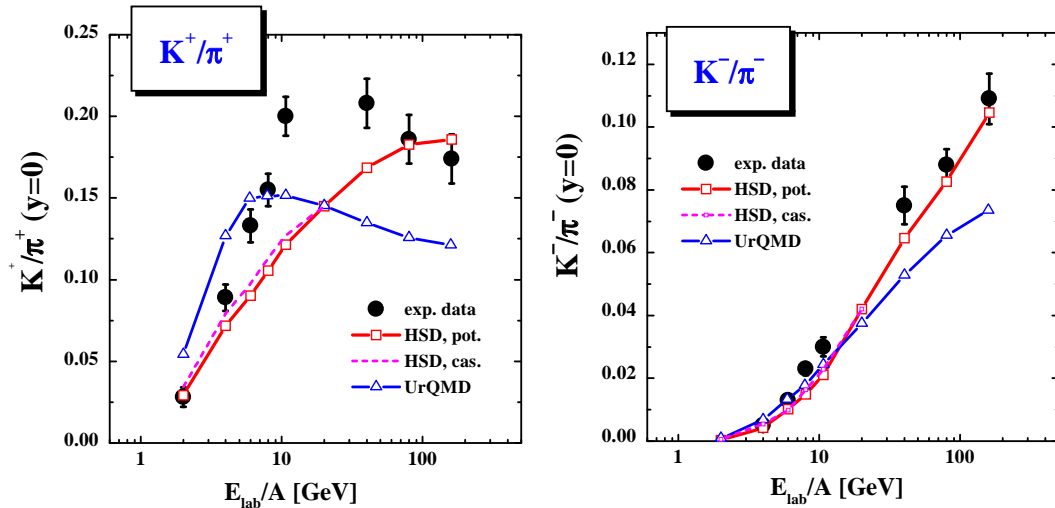 K⁺/π⁺
K⁺/π⁺ (y=0)
0.25
0.20
0.15
0.10
0.05
0.00
exp. data
HSD, pot.
HSD, cas.
UrQMD
1
10
100
E_lab/A [GeV]
K⁻/π⁻
K⁻/π⁻ (y=0)
0.12
0.10
0.08
0.06
0.04
0.02
0.00
exp. data
HSD, pot.
HSD, cas.
UrQMD
1
10
100
E_lab/A [GeV]